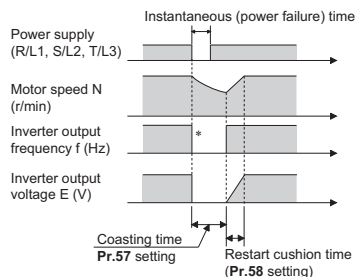 Instantaneous (power failure) time
Power supply
(R/L1, S/L2, T/L3)
Motor speed N
(r/min)
Inverter output
frequency f (Hz)
*
Inverter output
voltage E (V)
Coasting time
Pr.57 setting
Restart cushion time
(Pr.58 setting)